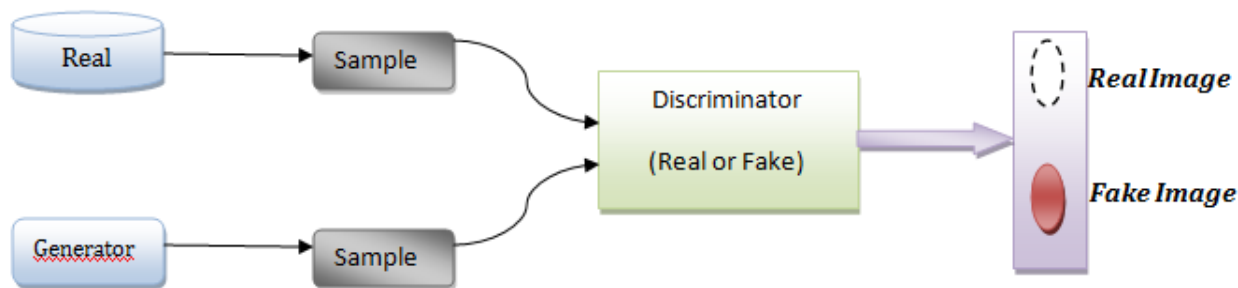 Real
Sample
Discriminator
(Real or Fake)
Real Image
Fake Image
Generator
Sample